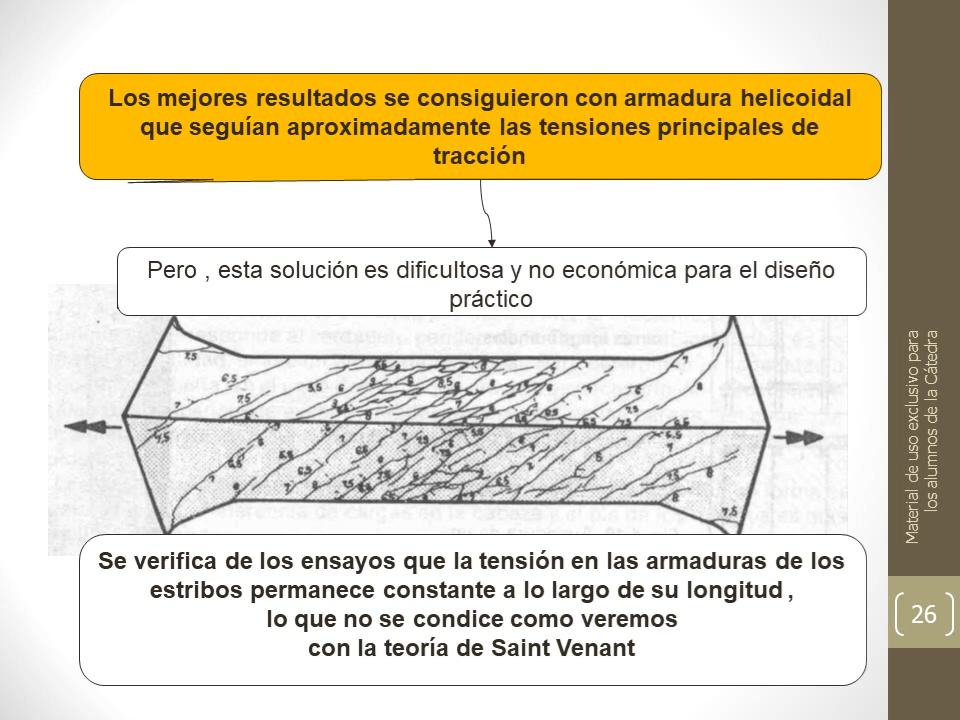 Los mejores resultados se consiguieron con armadura helicoidal
que seguían aproximadamente las tensiones principales de
tracción
Pero , esta solución es dificultosa y no económica para el diseño
práctico
Se verifica de los ensayos que la tensión en las armaduras de los
estribos permanece constante a lo largo de su longitud ,
lo que no se condice como veremos
con la teoría de Saint Venant
Material de uso exclusivo para
los alumnos de la Cátedra
26